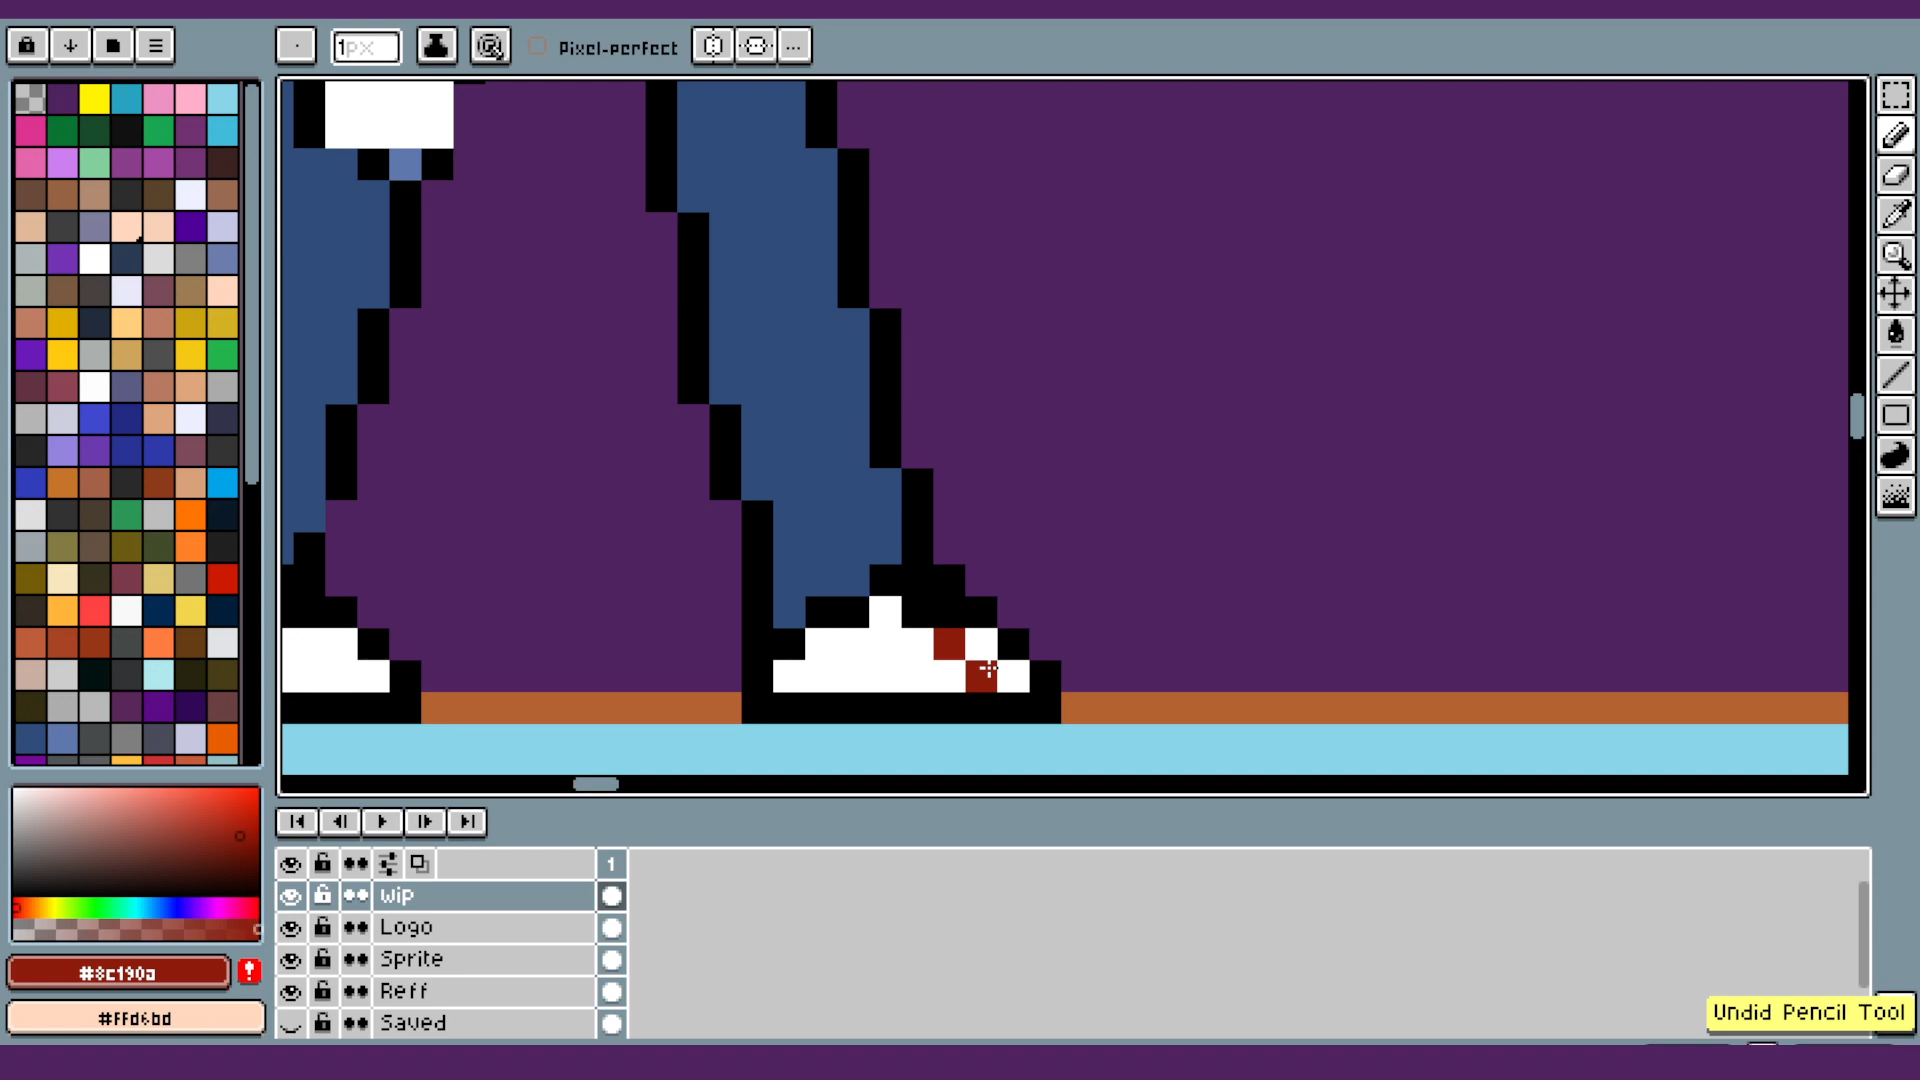 1px
Pixel-perfect
1
wip
Logo
Sprite
Reff
Saved
#8c190a
#ffd6bd
Undid Pencil Tool